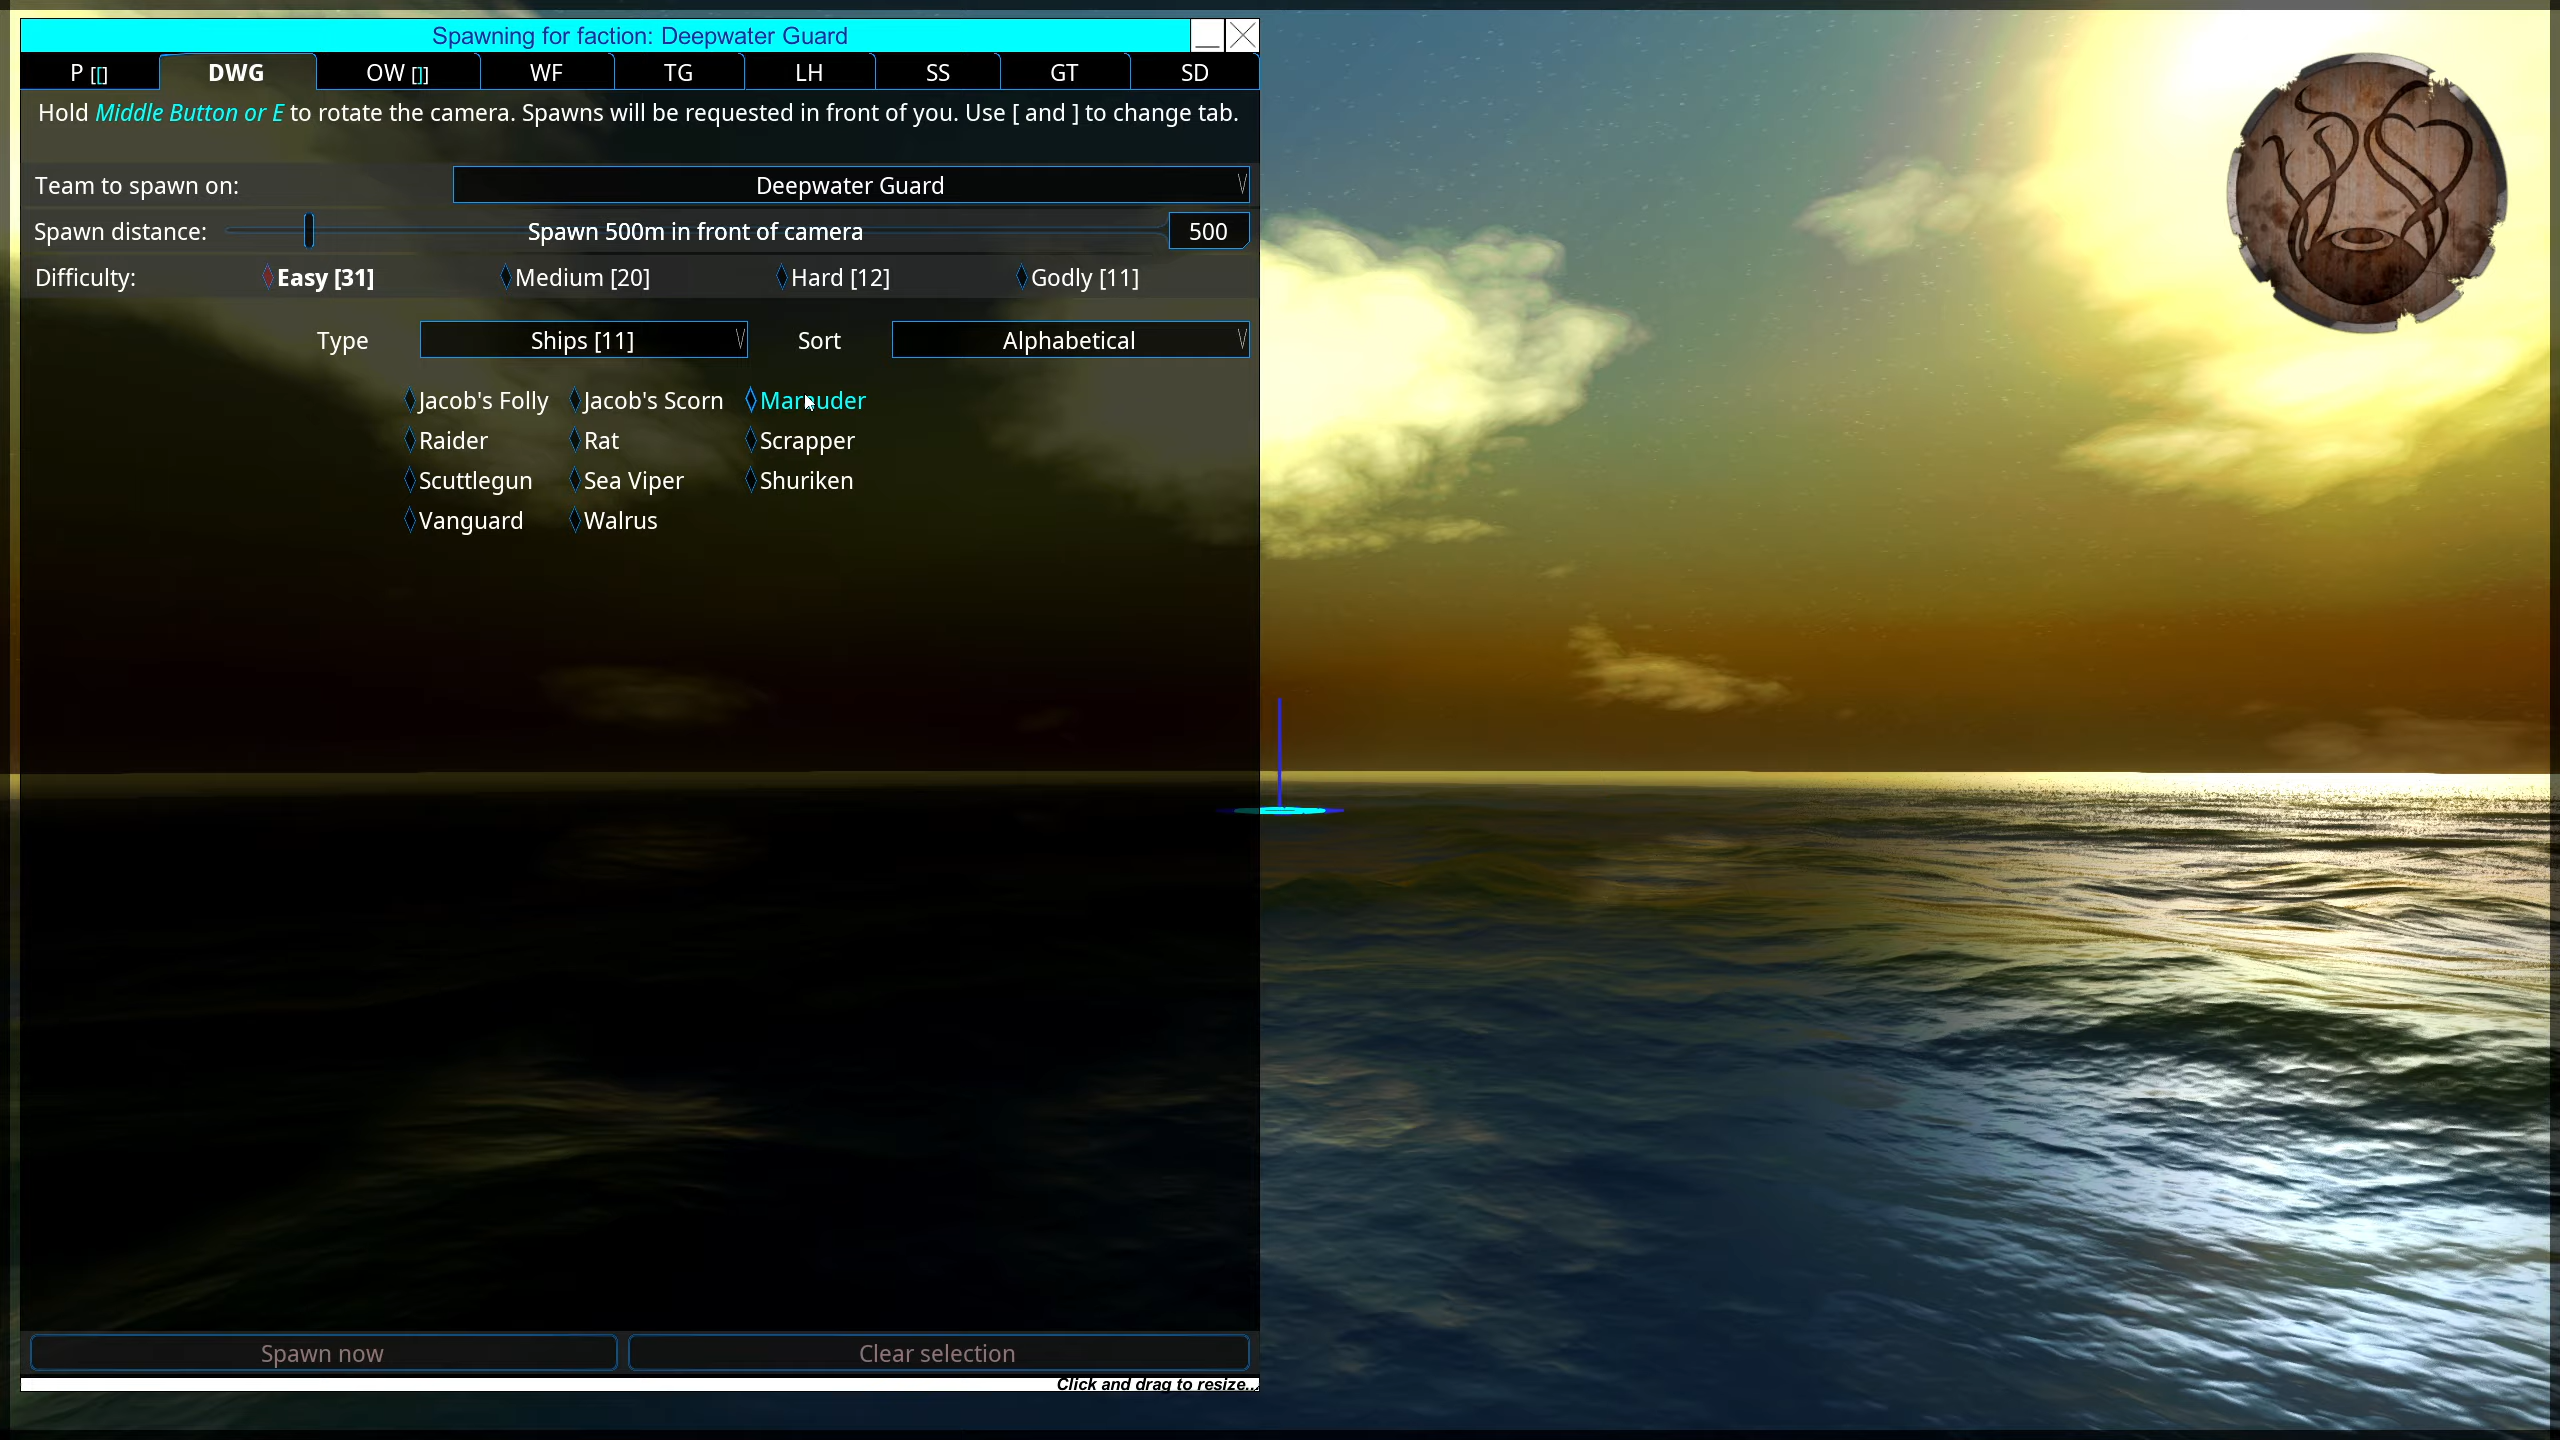 Spawning for faction: Deepwater Guard
P [[] DWG OW []] WF TG LH SS GT SD
Hold Middle Button or E to rotate the camera. Spawns will be requested in front of you. Use [ and ] to change tab.
Team to spawn on: Deepwater Guard
Spawn distance: Spawn 500m in front of camera 500
Difficulty: Easy [31] Medium [20] Hard [12] Godly [11]
Type Ships [11] Sort Alphabetical
Jacob's Folly Jacob's Scorn Marauder
Raider Rat Scrapper
Scuttlegun Sea Viper Shuriken
Vanguard Walrus
Spawn now Clear selection
Click and drag to resize...